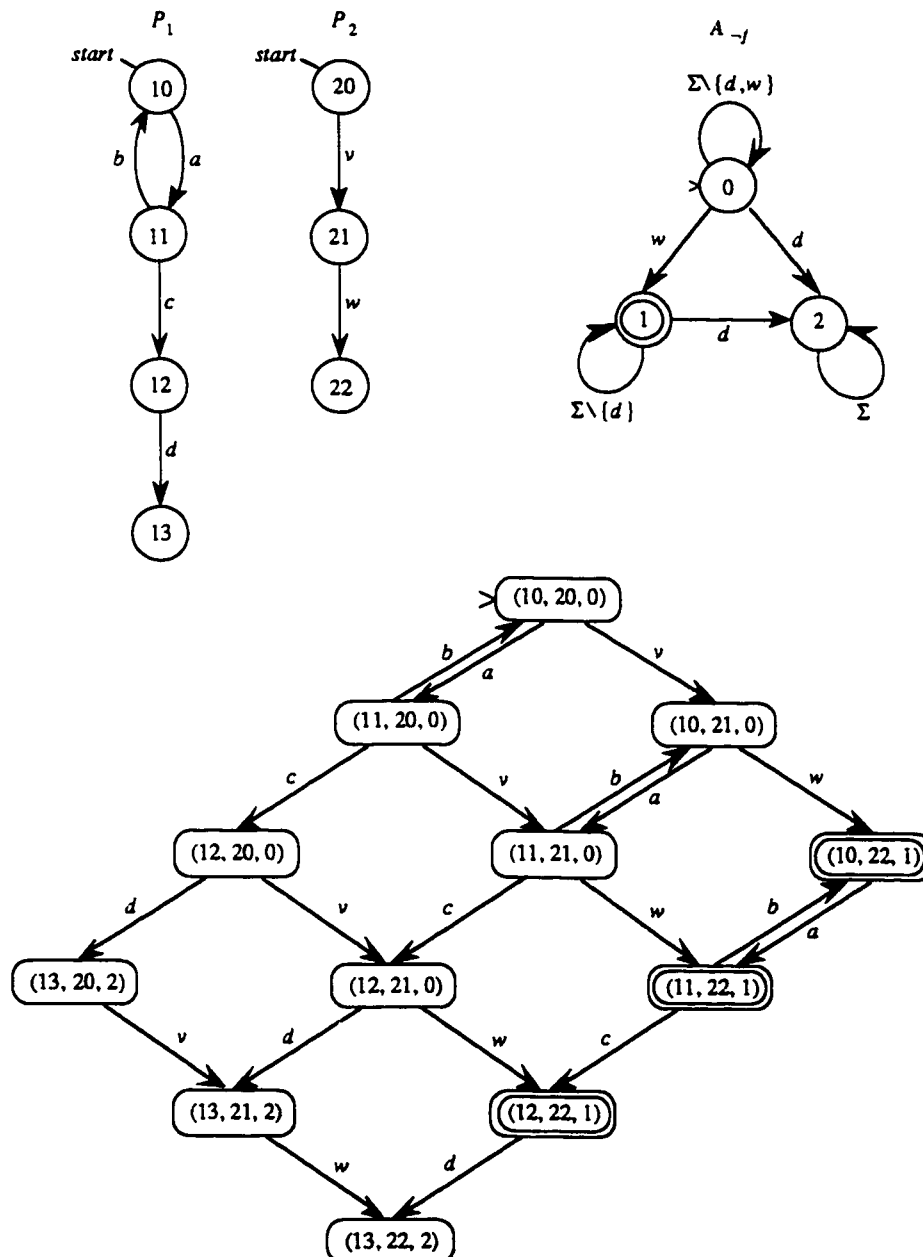 P1 P2 A¬f
start start
10 20
Σ\{d,w}
b a v 0
11 21 w d
c w 1 d 2
12 22 Σ\{d} Σ
d
13
(10, 20, 0)
b a v
(11, 20, 0) (10, 21, 0)
c v b a w
(12, 20, 0) (11, 21, 0) (10, 22, 1)
d v c w b a
(13, 20, 2) (12, 21, 0) (11, 22, 1)
v d w c
(13, 21, 2) (12, 22, 1)
w d
(13, 22, 2)